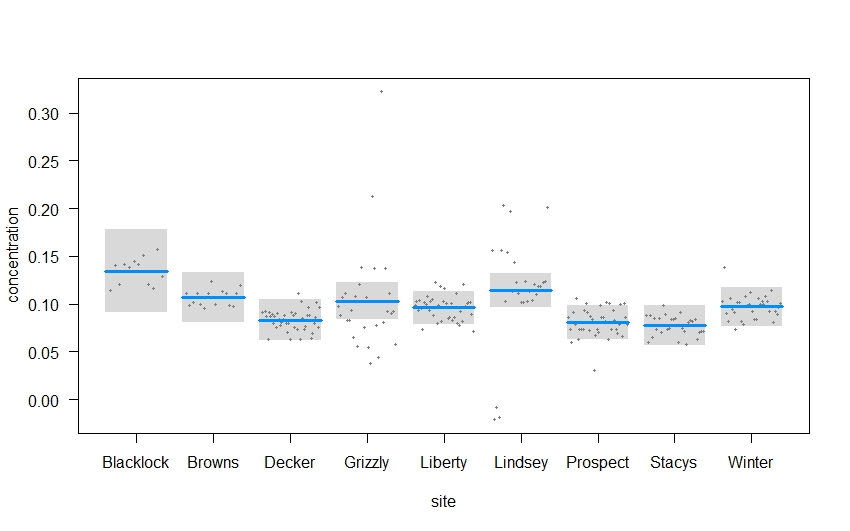 concentration
0.30
0.25
0.20
0.15
0.10
0.05
0.00
Blacklock Browns Decker Grizzly Liberty Lindsey Prospect Stacys Winter
site